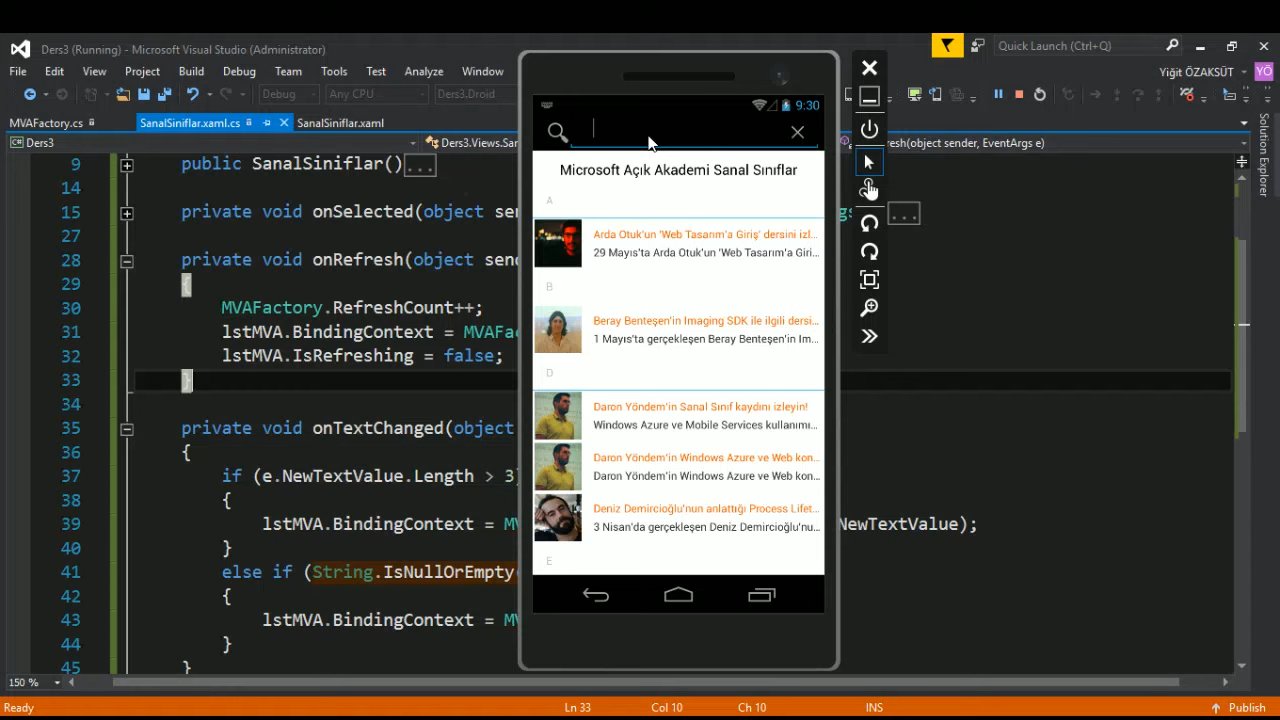 Ders3 (Running) - Microsoft Visual Studio (Administrator)
Quick Launch (Ctrl+Q)
File Edit View Project Build Debug Team Tools Test Analyze Window
Yiğit ÖZAKSÜT YÖ
Debug Any CPU Ders3.Droid
MVAFactory.cs SanalSiniflar.xaml.cs SanalSiniflar.xaml
Ders3 Ders3.Views.San efresh(object sender, EventArgs e)
Solution Explorer
9 public SanalSiniflar() ...
14
15 private void onSelected(object sen gs ...
27
28 private void onRefresh(object send
29 {
30 MVAFactory.RefreshCount++;
31 lstMVA.BindingContext = MVAFa
32 lstMVA.IsRefreshing = false;
33 }
34
35 private void onTextChanged(object
36 {
37 if (e.NewTextValue.Length > 3)
38 {
39 lstMVA.BindingContext = MV NewTextValue);
40 }
41 else if (String.IsNullOrEmpty
42 {
43 lstMVA.BindingContext = MV
44 }
45 }
150 %
Ready Ln 33 Col 10 Ch 10 INS Publish
9:30
Microsoft Açık Akademi Sanal Sınıflar
A
Arda Otuk'un 'Web Tasarım'a Giriş' dersini izl...
29 Mayıs'ta Arda Otuk'un 'Web Tasarım'a Giri...
B
Beray Benteşen'in Imaging SDK ile ilgili dersi...
1 Mayıs'ta gerçekleşen Beray Benteşen'in Im...
D
Daron Yöndem'in Sanal Sınıf kaydını izleyin!
Windows Azure ve Mobile Services kullanımı...
Daron Yöndem'in Windows Azure ve Web kon...
Daron Yöndem'in Windows Azure ve Web kon...
Deniz Demircioğlu'nun anlattığı Process Lifet...
3 Nisan'da gerçekleşen Deniz Demircioğlu'nu...
E